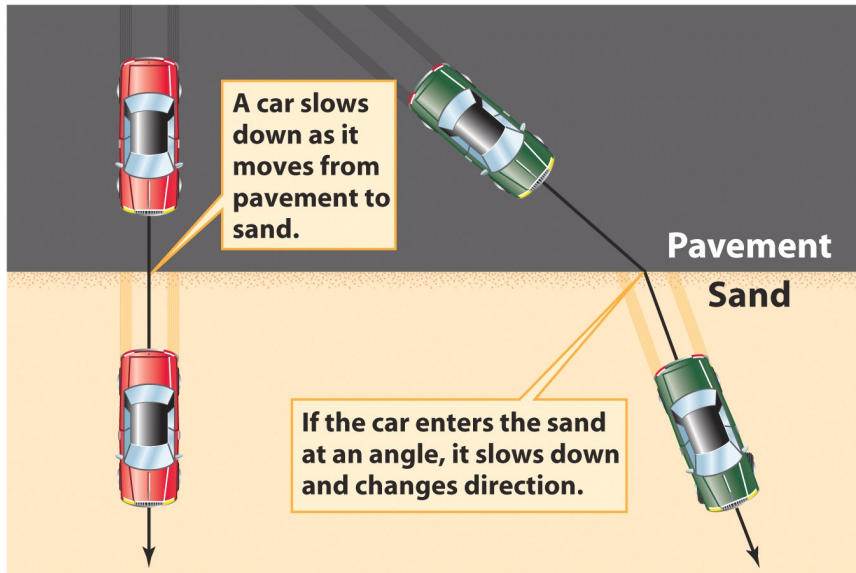 A car slows
down as it
moves from
pavement to
sand.
Pavement
Sand
If the car enters the sand
at an angle, it slows down
and changes direction.